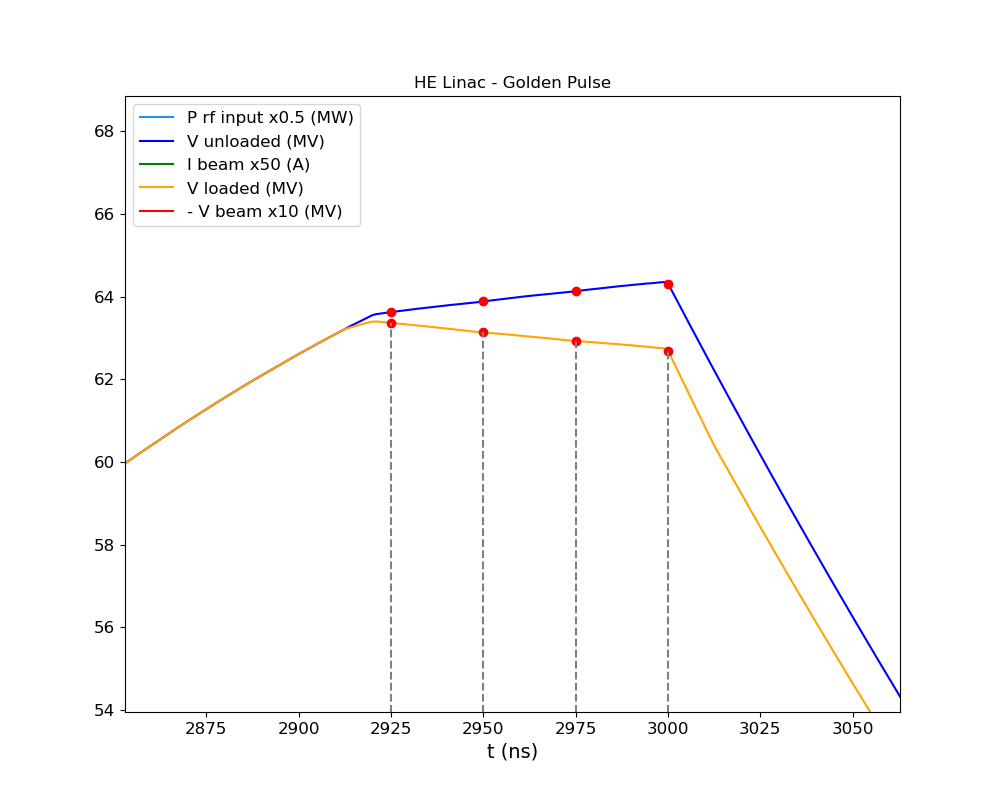 HE Linac - Golden Pulse
P rf input x0.5 (MW)
V unloaded (MV)
I beam x50 (A)
V loaded (MV)
- V beam x10 (MV)
68
66
64
62
60
58
56
54
2875 2900 2925 2950 2975 3000 3025 3050
t (ns)